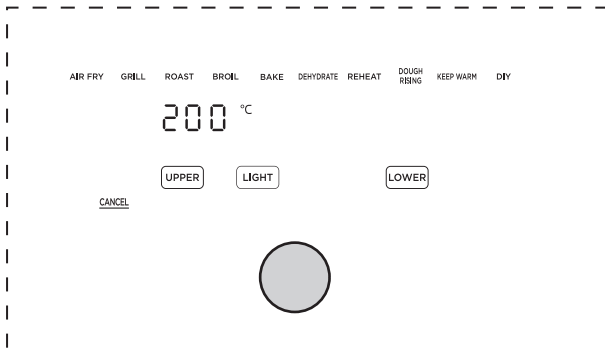 AIR FRY GRILL ROAST BROIL BAKE DEHYDRATE REHEAT DOUGH RISING KEEP WARM DIY
200 °C
UPPER LIGHT LOWER
CANCEL